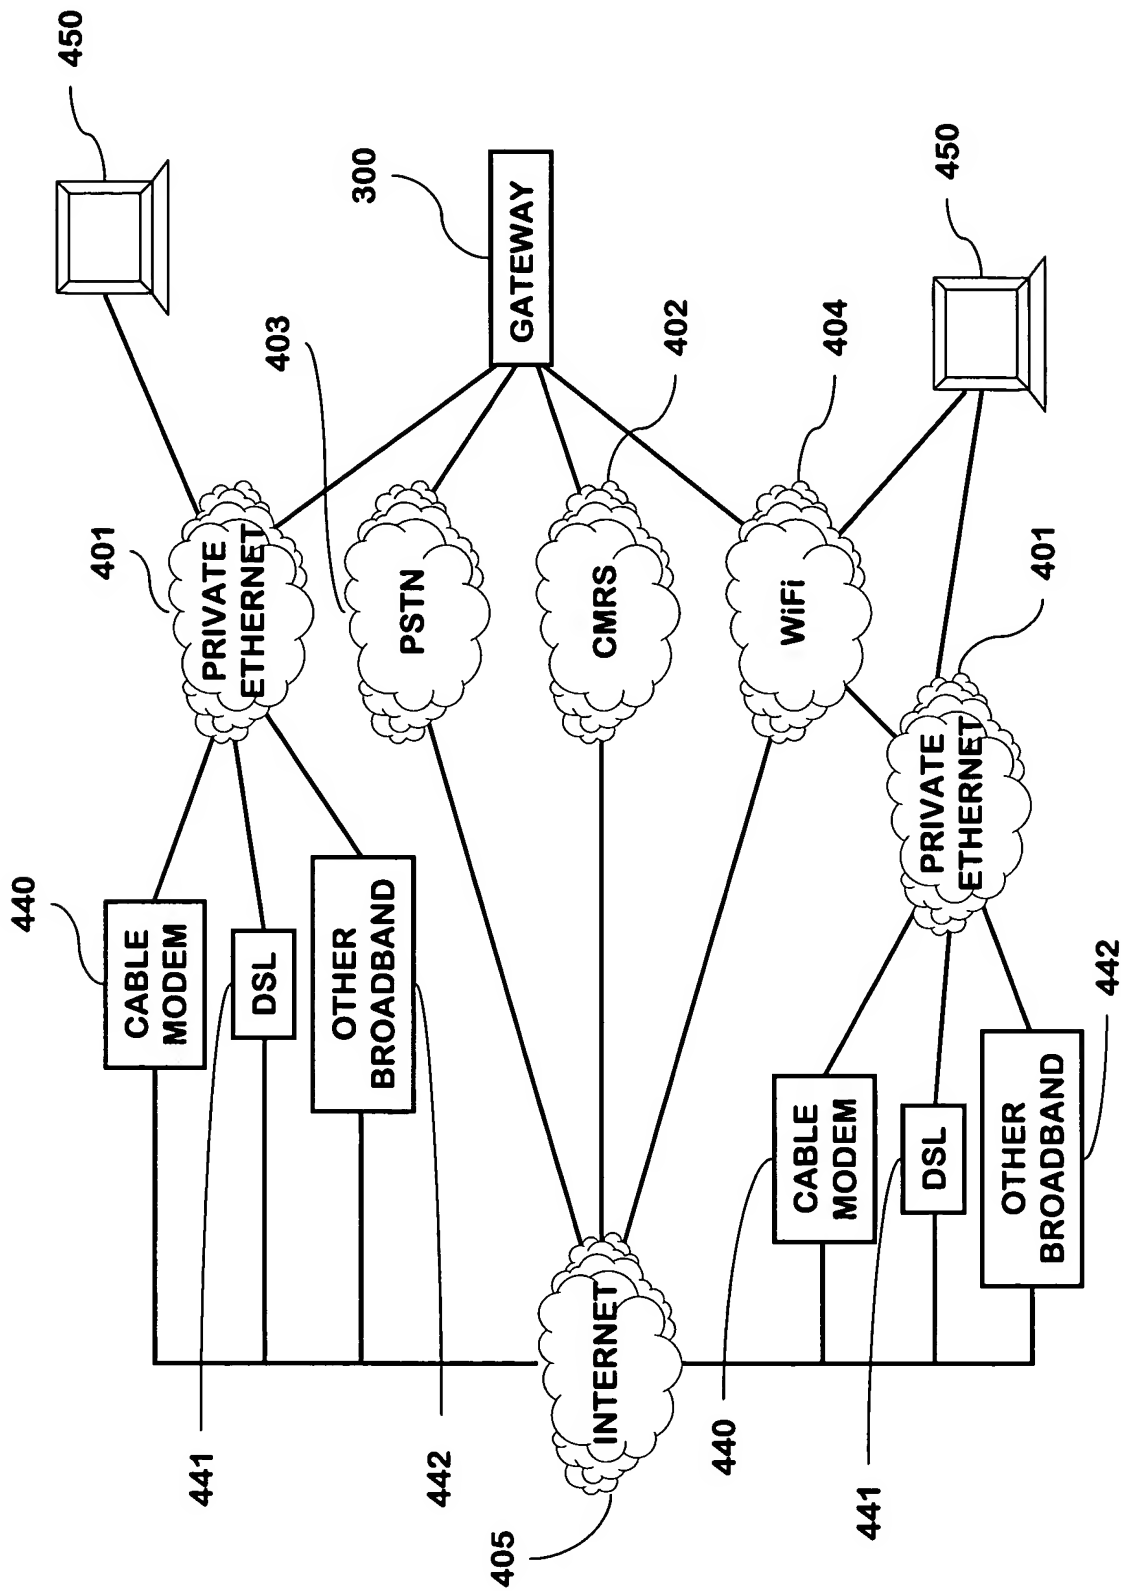 440
450
401
CABLE
MODEM
441
PRIVATE
ETHERNET
DSL
403
OTHER
BROADBAND
300
PSTN
442
405
GATEWAY
INTERNET
CMRS
402
440
WiFi
CABLE
MODEM
404
441
DSL
PRIVATE
ETHERNET
450
OTHER
BROADBAND
401
442